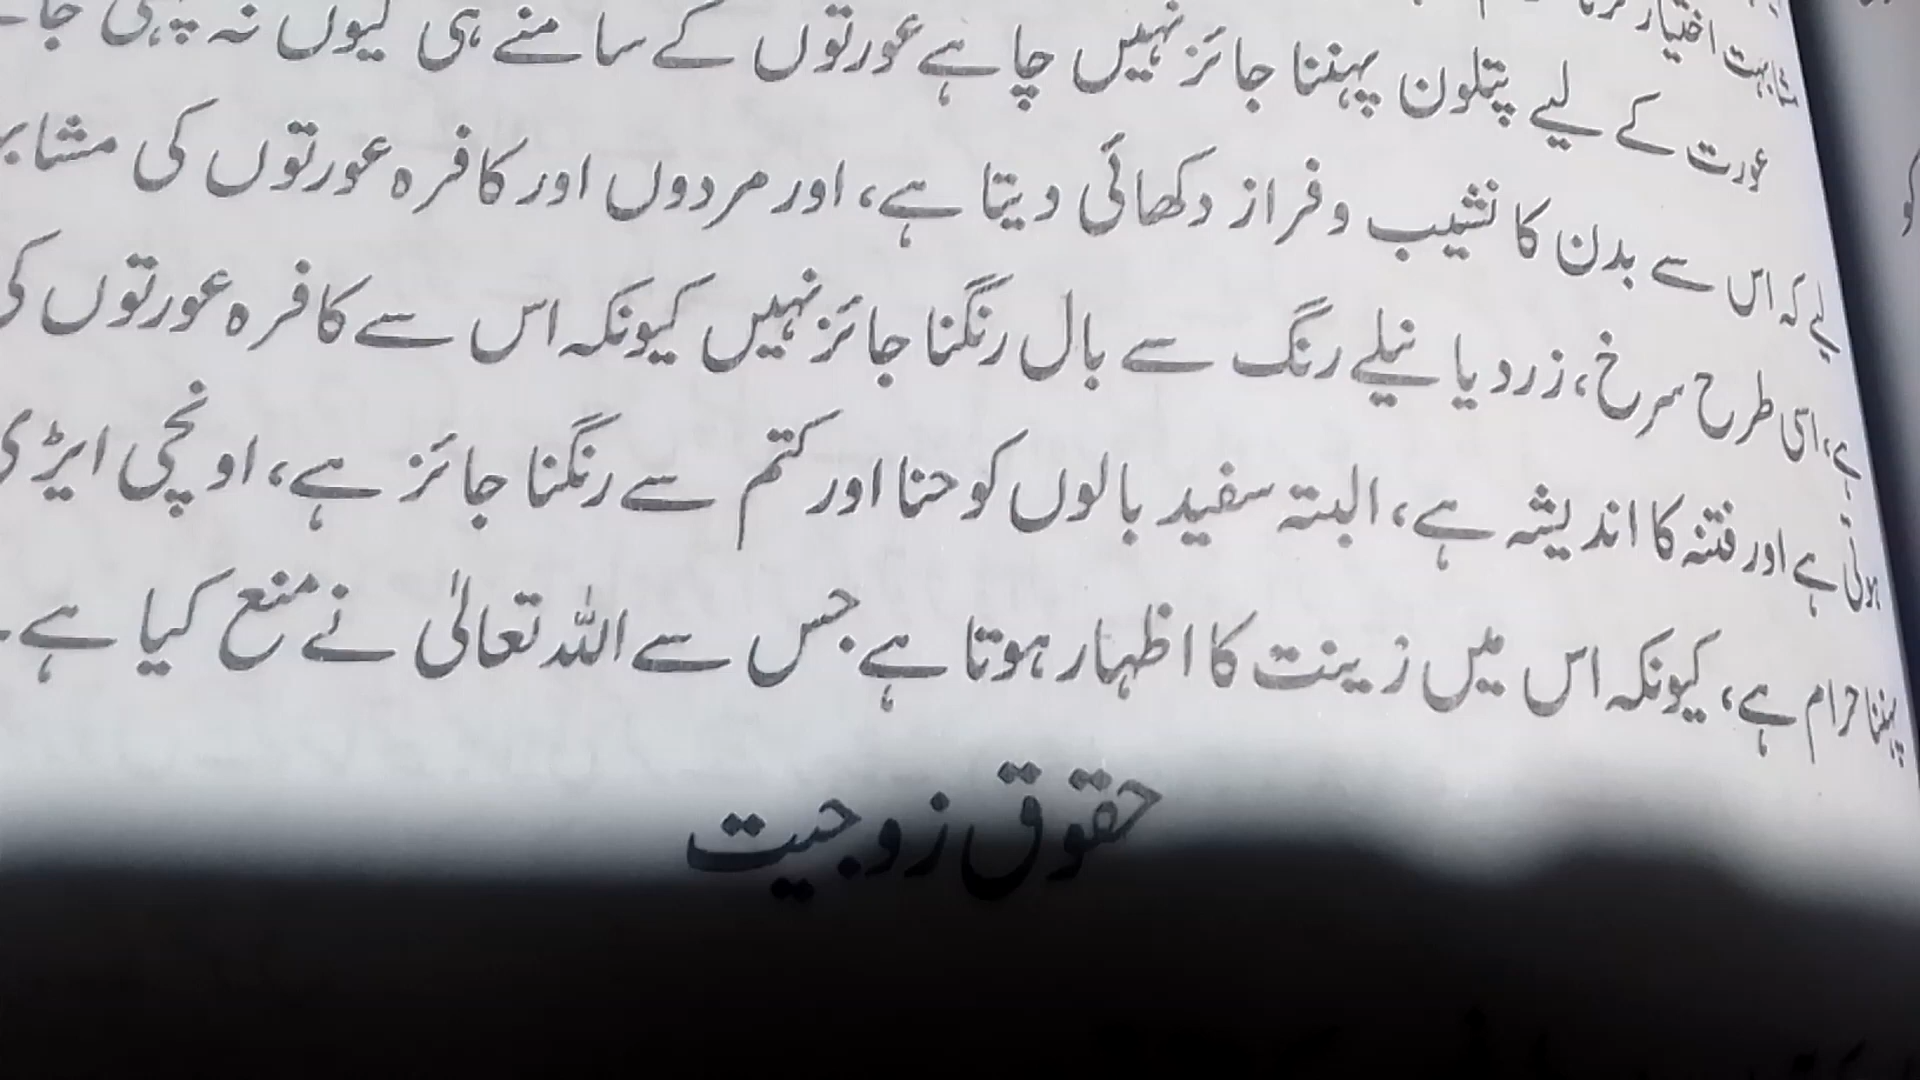 مشابہت اختیار
عورت کے لیے پتلون پہننا جائز نہیں چاہے عورتوں کے سامنے ہی کیوں نہ پہنی جا
لیے کہ اس سے بدن کا نشیب و فراز دکھائی دیتا ہے، اور مردوں اور کافرہ عورتوں کی
ہے، اسی طرح سرخ، زرد یا نیلے رنگ سے بال رنگنا جائز نہیں کیونکہ اس سے کافرہ عورتوں کی
ہوتی ہے اور فتنہ کا اندیشہ ہے، البتہ سفید بالوں کو حنا اور کتم سے رنگنا جائز ہے، اونچی ایڑی
پہننا حرام ہے، کیونکہ اس میں زینت کا اظہار ہوتا ہے جس سے اللہ تعالیٰ نے منع کیا ہے۔
حقوق زوجیت